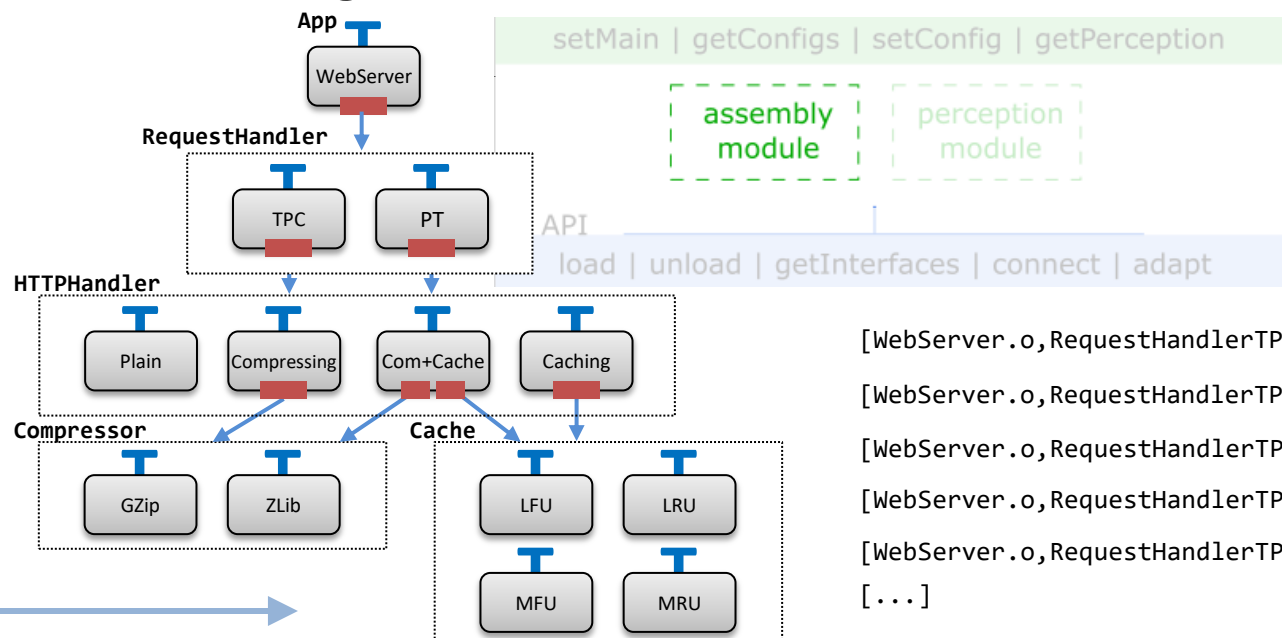 App
WebServer
RequestHandler
TPC
PT
HTTPHandler
Plain
Compressing
Com+Cache
Caching
Compressor
Cache
GZip
ZLib
LFU
LRU
MFU
MRU
setMain | getConfigs | setConfig | getPerception
assembly
module
perception
module
API
load | unload | getInterfaces | connect | adapt
[WebServer.o,RequestHandlerTP
[WebServer.o,RequestHandlerTP
[WebServer.o,RequestHandlerTP
[WebServer.o,RequestHandlerTP
[WebServer.o,RequestHandlerTP
[...]